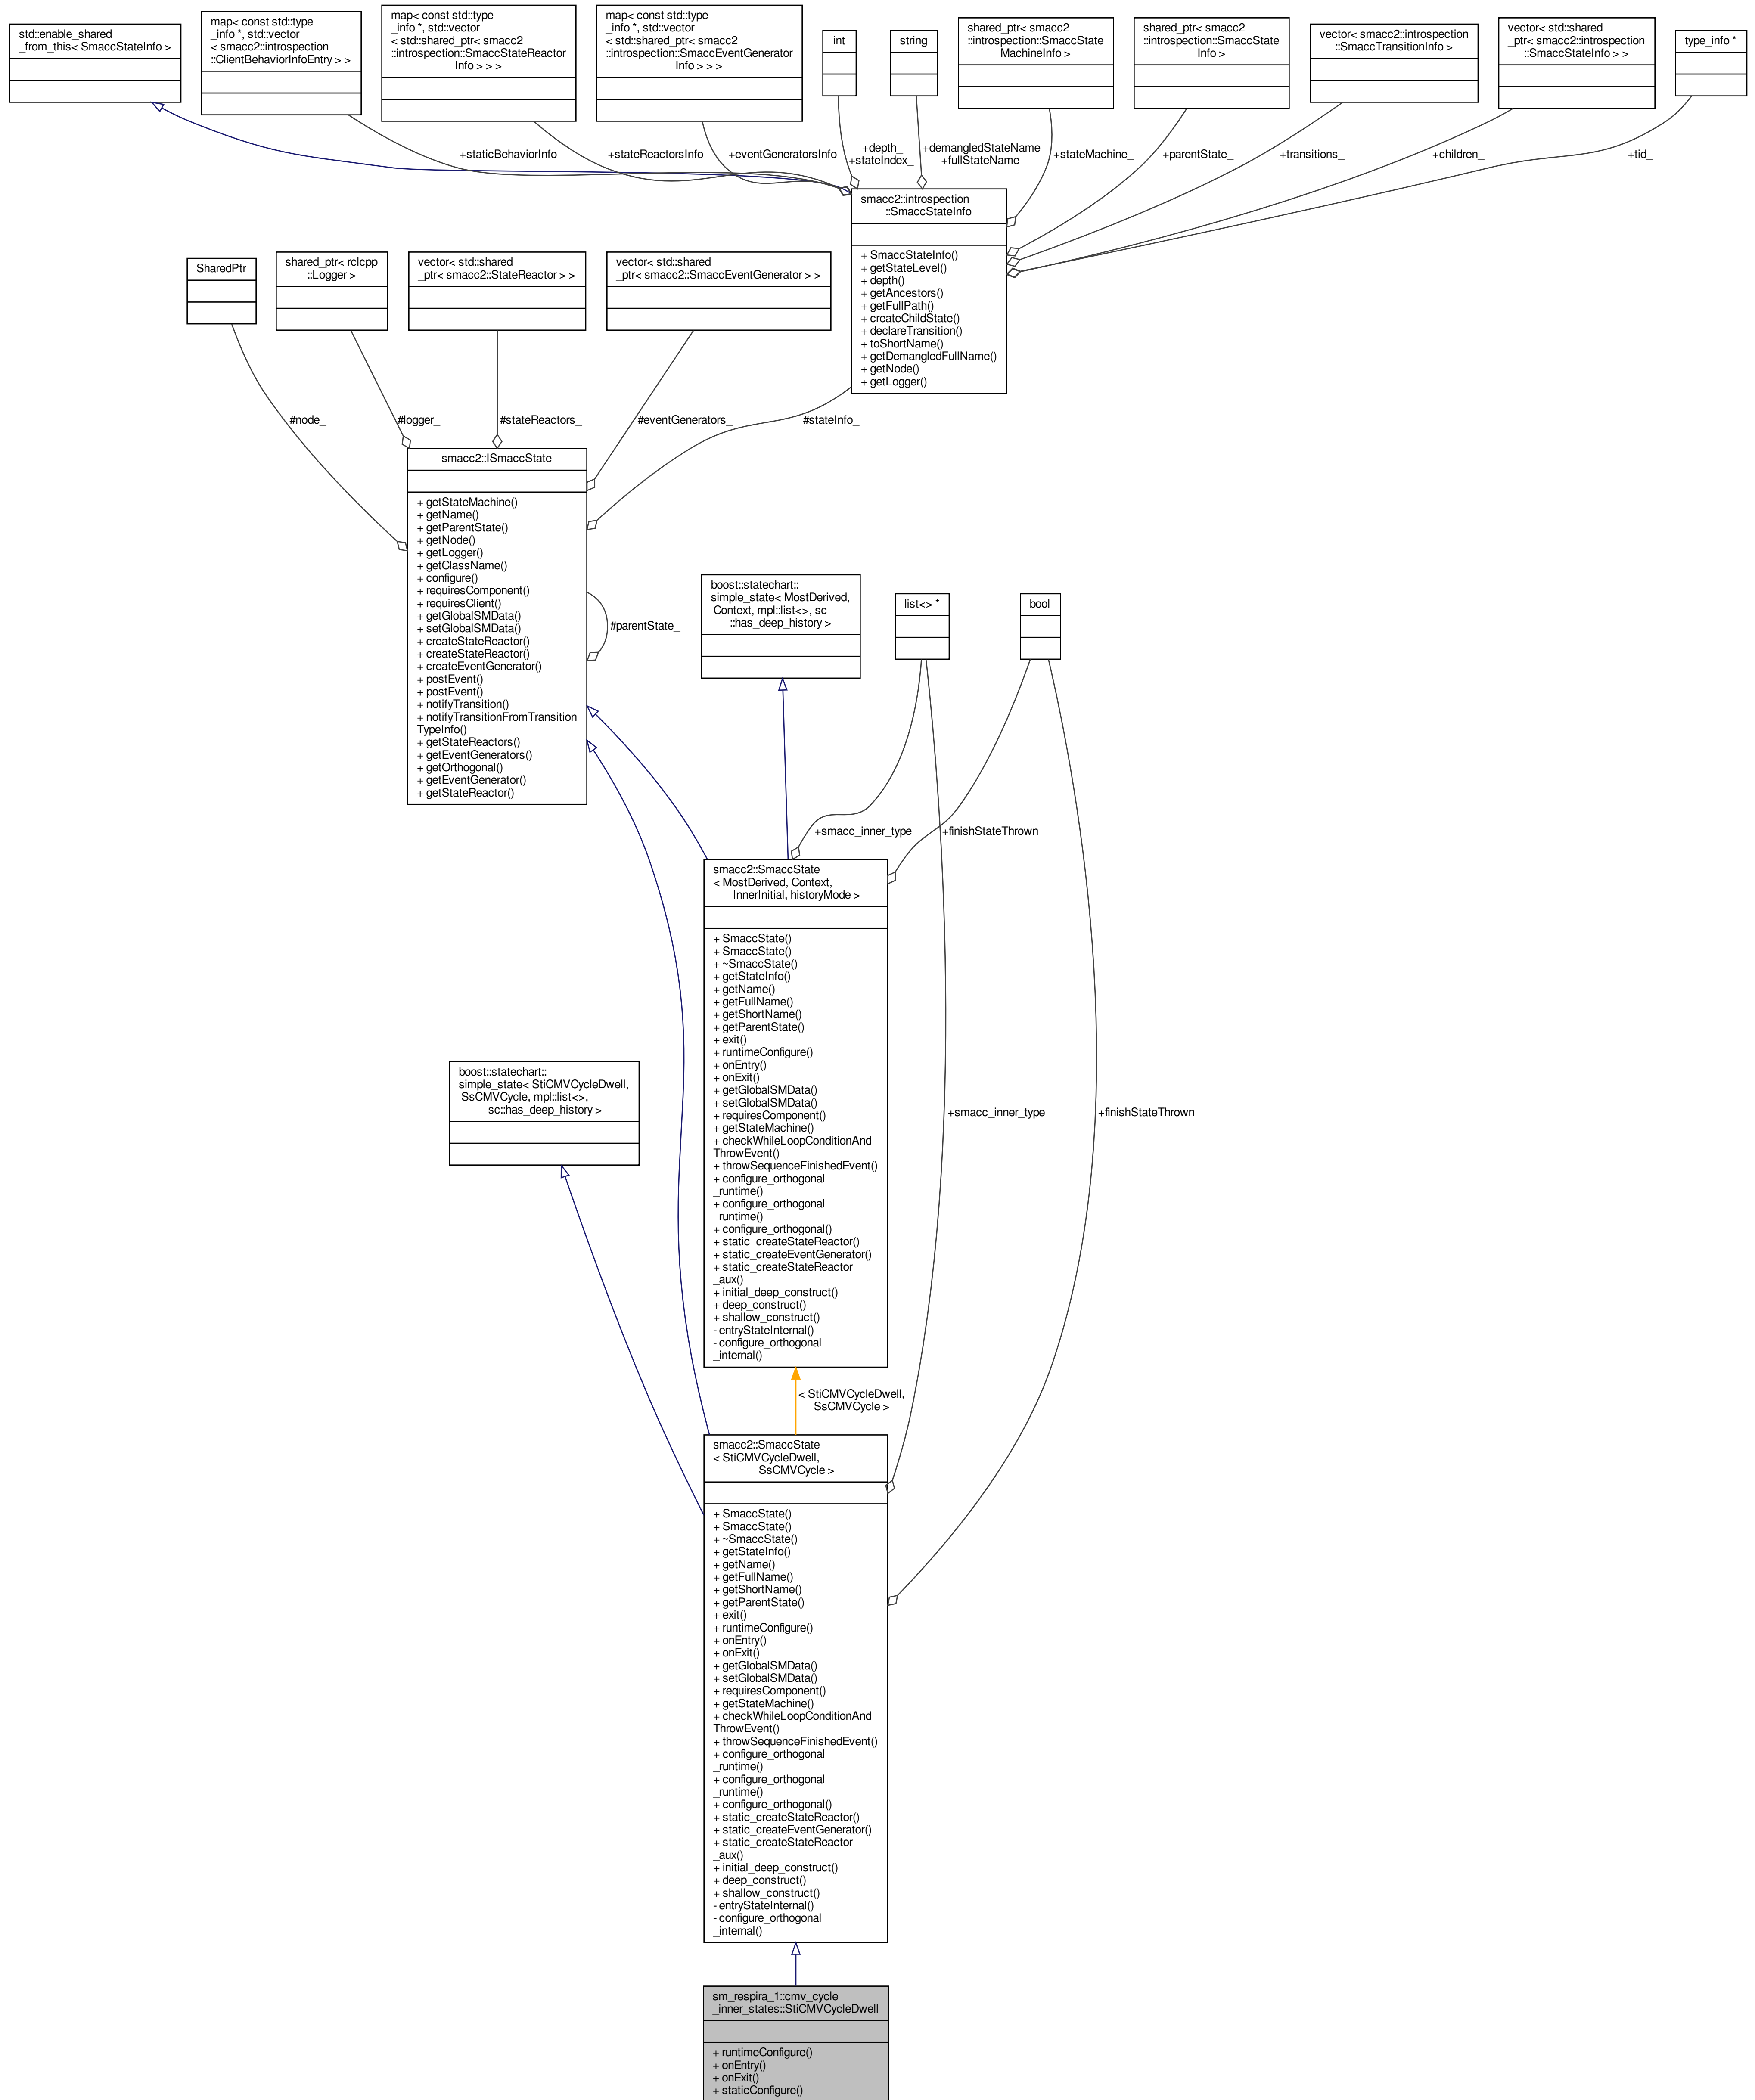 std::enable_shared
_from_this< SmaccStateInfo >
map< const std::type
_info *, std::vector
< smacc2::introspection
::ClientBehaviorInfoEntry > >
map< const std::type
_info *, std::vector
< std::shared_ptr< smacc2
::introspection::SmaccStateReactor
Info > > >
map< const std::type
_info *, std::vector
< std::shared_ptr< smacc2
::introspection::SmaccEventGenerator
Info > > >
int
string
shared_ptr< smacc2
::introspection::SmaccState
MachineInfo >
shared_ptr< smacc2
::introspection::SmaccState
Info >
vector< smacc2::introspection
::SmaccTransitionInfo >
vector< std::shared
_ptr< smacc2::introspection
::SmaccStateInfo > >
type_info *
+staticBehaviorInfo
+stateReactorsInfo
+eventGeneratorsInfo
+depth_
+stateIndex_
+demangledStateName
+fullStateName
+stateMachine_
+parentState_
+transitions_
+children_
+tid_
smacc2::introspection
::SmaccStateInfo
+ SmaccStateInfo()
+ getStateLevel()
+ depth()
+ getAncestors()
+ getFullPath()
+ createChildState()
+ declareTransition()
+ toShortName()
+ getDemangledFullName()
+ getNode()
+ getLogger()
SharedPtr
shared_ptr< rclcpp
::Logger >
vector< std::shared
_ptr< smacc2::StateReactor > >
vector< std::shared
_ptr< smacc2::SmaccEventGenerator > >
#node_
#logger_
#stateReactors_
#eventGenerators_
#stateInfo_
smacc2::ISmaccState
+ getStateMachine()
+ getName()
+ getParentState()
+ getNode()
+ getLogger()
+ getClassName()
+ configure()
+ requiresComponent()
+ requiresClient()
+ getGlobalSMData()
+ setGlobalSMData()
+ createStateReactor()
+ createStateReactor()
+ createEventGenerator()
+ postEvent()
+ postEvent()
+ notifyTransition()
+ notifyTransitionFromTransition
TypeInfo()
+ getStateReactors()
+ getEventGenerators()
+ getOrthogonal()
+ getEventGenerator()
+ getStateReactor()
#parentState_
boost::statechart::
simple_state< MostDerived,
Context, mpl::list<>, sc
::has_deep_history >
list<> *
bool
+smacc_inner_type
+finishStateThrown
smacc2::SmaccState
< MostDerived, Context,
InnerInitial, historyMode >
+ SmaccState()
+ SmaccState()
+ ~SmaccState()
+ getStateInfo()
+ getName()
+ getFullName()
+ getShortName()
+ getParentState()
+ exit()
+ runtimeConfigure()
+ onEntry()
+ onExit()
+ getGlobalSMData()
+ setGlobalSMData()
+ requiresComponent()
+ getStateMachine()
+ checkWhileLoopConditionAnd
ThrowEvent()
+ throwSequenceFinishedEvent()
+ configure_orthogonal
_runtime()
+ configure_orthogonal
_runtime()
+ configure_orthogonal()
+ static_createStateReactor()
+ static_createEventGenerator()
+ static_createStateReactor
_aux()
+ initial_deep_construct()
+ deep_construct()
+ shallow_construct()
- entryStateInternal()
- configure_orthogonal
_internal()
boost::statechart::
simple_state< StiCMVCycleDwell,
SsCMVCycle, mpl::list<>,
sc::has_deep_history >
+smacc_inner_type
+finishStateThrown
< StiCMVCycleDwell,
SsCMVCycle >
smacc2::SmaccState
< StiCMVCycleDwell,
SsCMVCycle >
+ SmaccState()
+ SmaccState()
+ ~SmaccState()
+ getStateInfo()
+ getName()
+ getFullName()
+ getShortName()
+ getParentState()
+ exit()
+ runtimeConfigure()
+ onEntry()
+ onExit()
+ getGlobalSMData()
+ setGlobalSMData()
+ requiresComponent()
+ getStateMachine()
+ checkWhileLoopConditionAnd
ThrowEvent()
+ throwSequenceFinishedEvent()
+ configure_orthogonal
_runtime()
+ configure_orthogonal
_runtime()
+ configure_orthogonal()
+ static_createStateReactor()
+ static_createEventGenerator()
+ static_createStateReactor
_aux()
+ initial_deep_construct()
+ deep_construct()
+ shallow_construct()
- entryStateInternal()
- configure_orthogonal
_internal()
sm_respira_1::cmv_cycle
_inner_states::StiCMVCycleDwell
+ runtimeConfigure()
+ onEntry()
+ onExit()
+ staticConfigure()